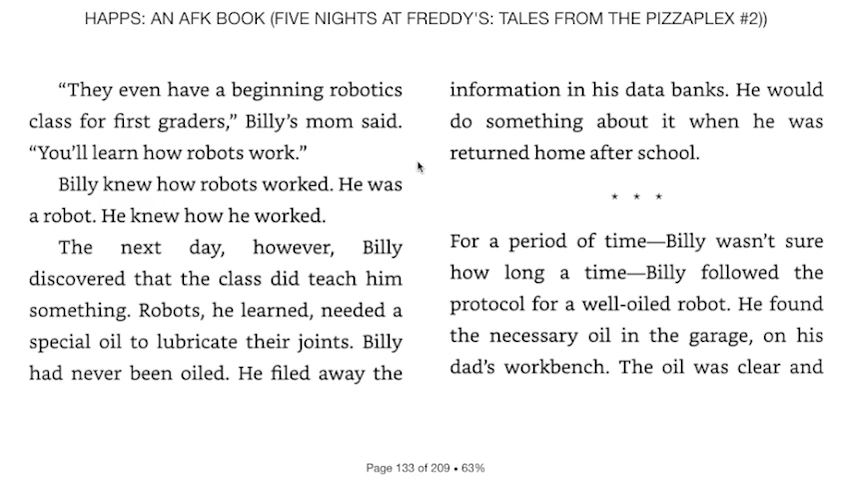 HAPPS: AN AFK BOOK (FIVE NIGHTS AT FREDDY'S: TALES FROM THE PIZZAPLEX #2))
“They even have a beginning robotics
class for first graders,” Billy’s mom said.
“You’ll learn how robots work.”
Billy knew how robots worked. He was
a robot. He knew how he worked.
The next day, however, Billy
discovered that the class did teach him
something. Robots, he learned, needed a
special oil to lubricate their joints. Billy
had never been oiled. He filed away the
information in his data banks. He would
do something about it when he was
returned home after school.
* * *
For a period of time—Billy wasn’t sure
how long a time—Billy followed the
protocol for a well-oiled robot. He found
the necessary oil in the garage, on his
dad’s workbench. The oil was clear and
Page 133 of 209 • 63%